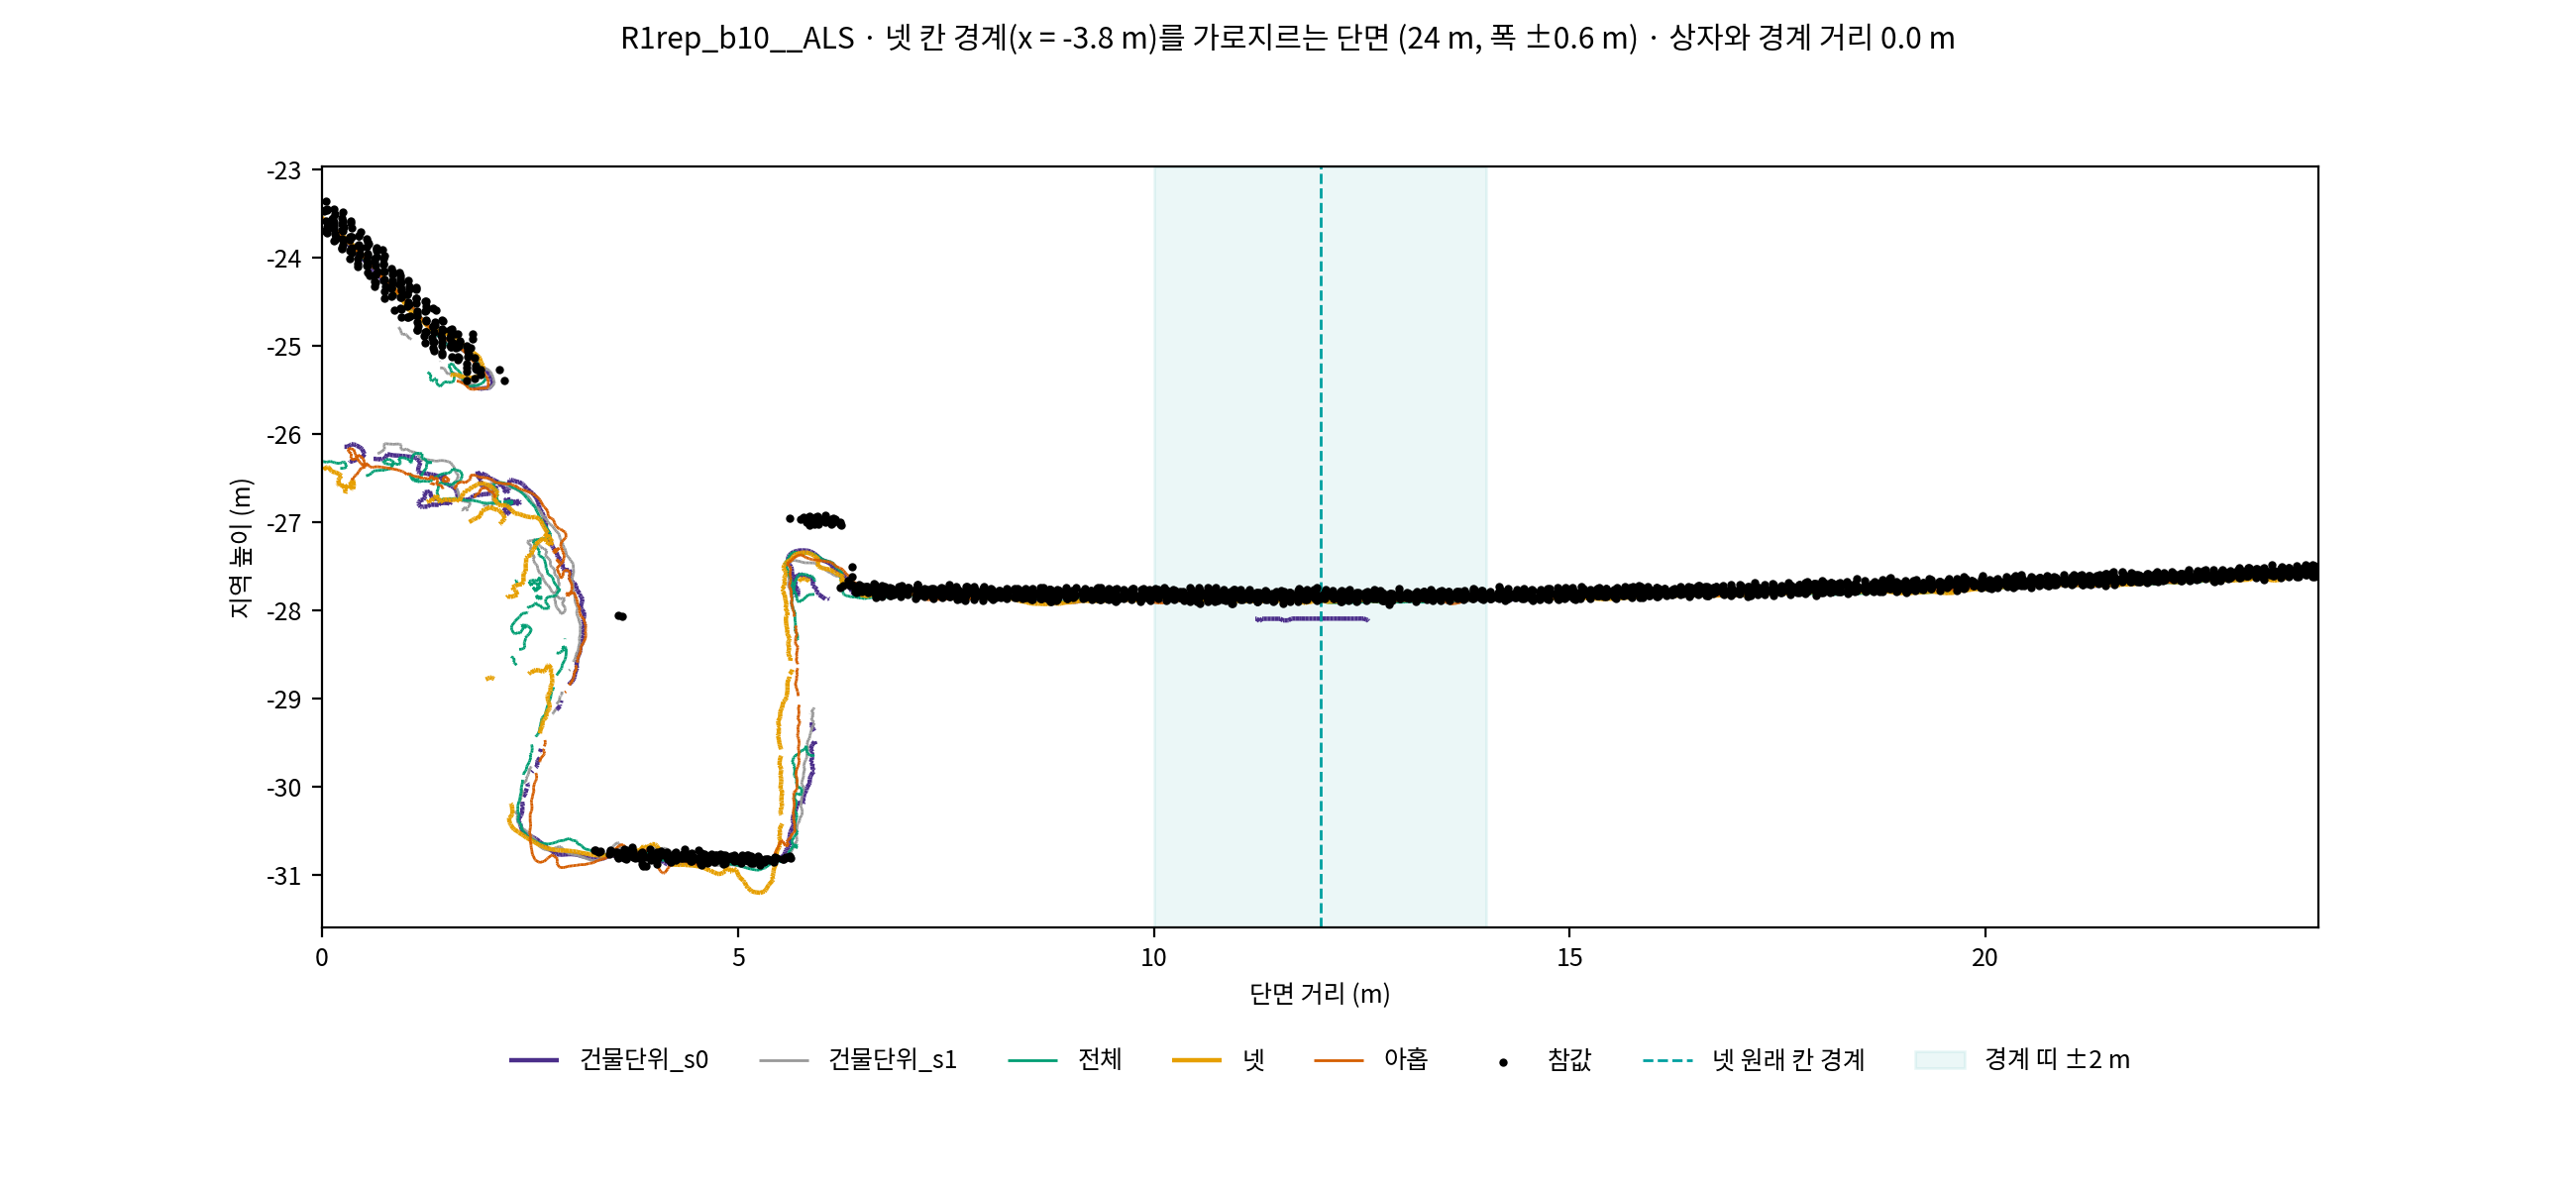 R1rep_b10__ALS · 넷 칸 경계(x = -3.8 m)를 가로지르는 단면 (24 m, 폭 ±0.6 m) · 상자와 경계 거리 0.0 m
-23
-24
-25
-26
-27
-28
-29
-30
-31
지역 높이 (m)
0 5 10 15 20
단면 거리 (m)
건물단위_s0 건물단위_s1 전체 넷 아홉 참값 넷 원래 칸 경계 경계 띠 ±2 m